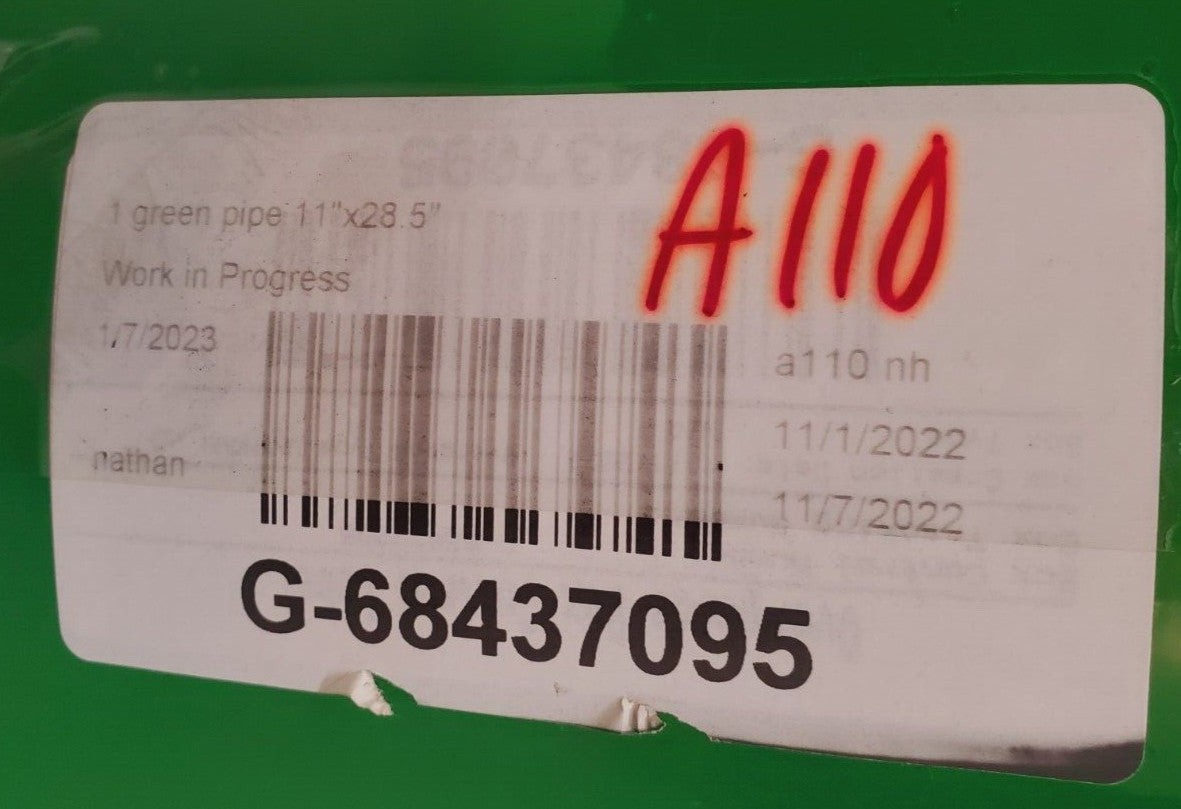 A110
1 green pipe 11"x28.5"
Work in Progress
1/7/2023
a110 nh
11/1/2022
nathan
11/7/2022
G-68437095